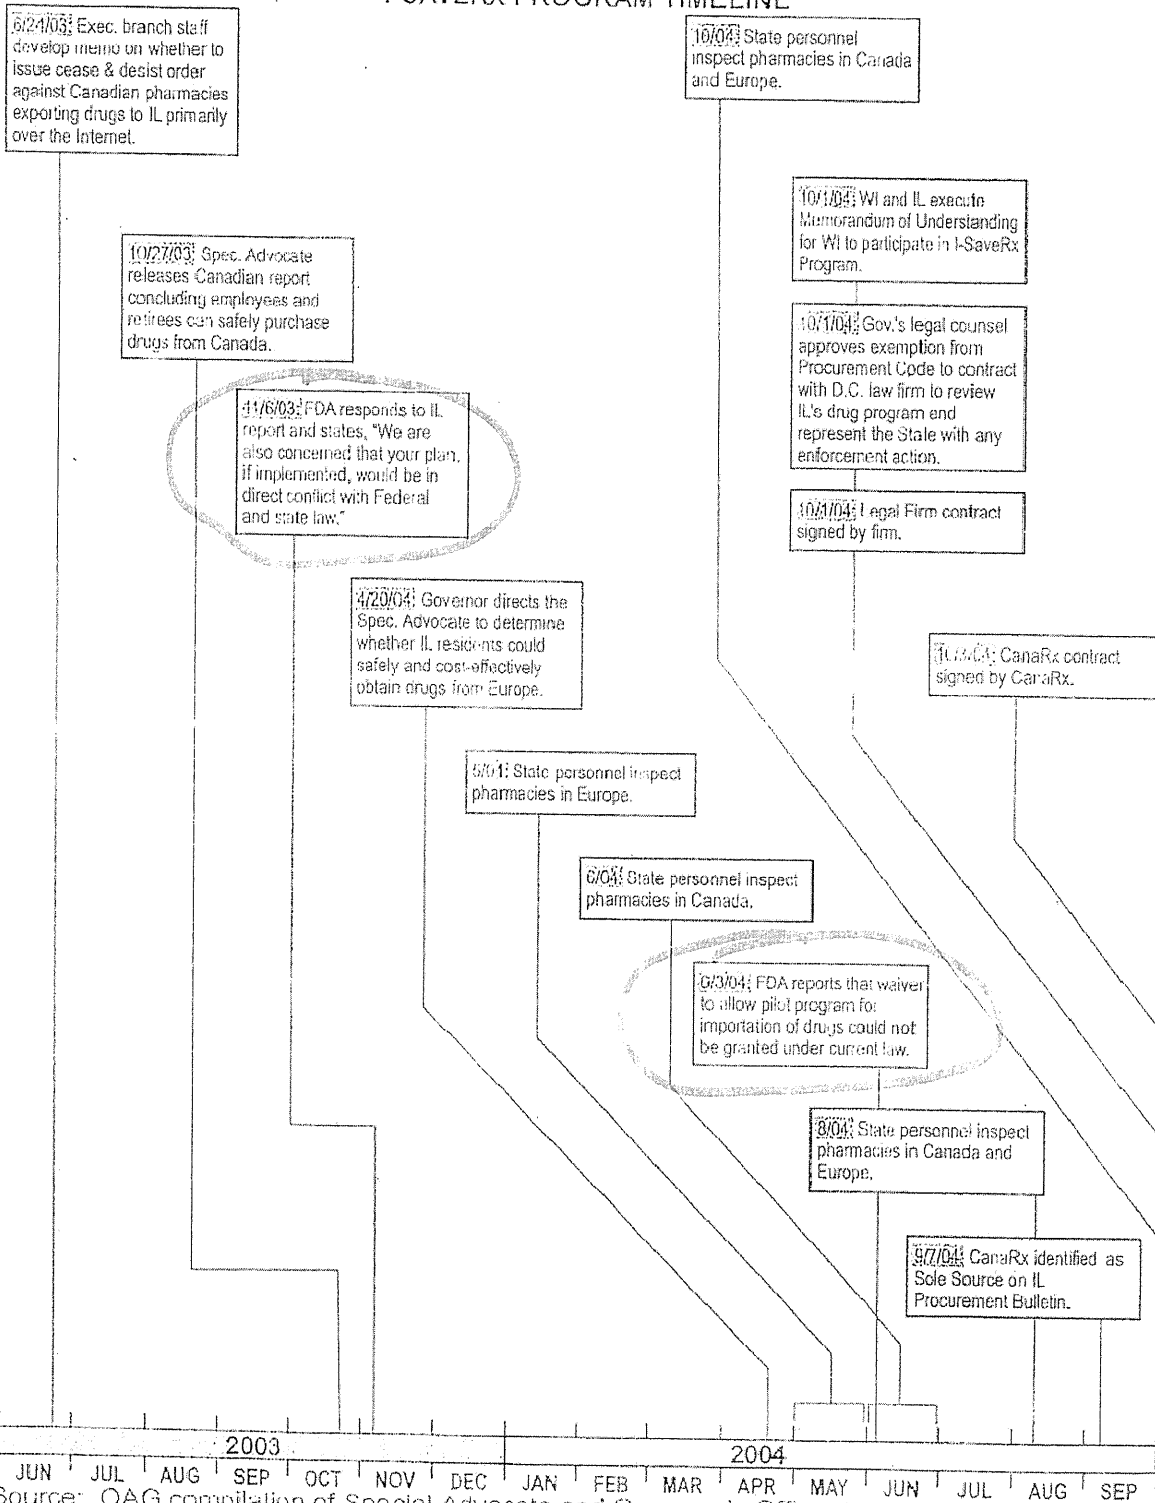 I-SAVERX PROGRAM TIMELINE
6/24/03: Exec. branch staff
develop memo on whether to
issue cease & desist order
against Canadian pharmacies
exporting drugs to IL primarily
over the Internet.
10/04: State personnel
inspect pharmacies in Canada
and Europe.
10/1/04: WI and IL execute
Memorandum of Understanding
for WI to participate in I-SaveRx
Program.
10/27/03: Spec. Advocate
releases Canadian report
concluding employees and
retirees can safely purchase
drugs from Canada.
10/1/04: Gov.'s legal counsel
approves exemption from
Procurement Code to contract
with D.C. law firm to review
IL's drug program and
represent the State with any
enforcement action.
11/6/03: FDA responds to IL
report and states, "We are
also concerned that your plan,
if implemented, would be in
direct conflict with Federal
and state law."
10/1/04: Legal Firm contract
signed by firm.
4/20/04: Governor directs the
Spec. Advocate to determine
whether IL residents could
safely and cost-effectively
obtain drugs from Europe.
CanaRx contract
signed by CanaRx.
5/04: State personnel inspect
pharmacies in Europe.
6/04: State personnel inspect
pharmacies in Canada.
6/3/04: FDA reports that waiver
to allow pilot program for
importation of drugs could not
be granted under current law.
8/04: State personnel inspect
pharmacies in Canada and
Europe.
9/7/04: CanaRx identified as
Sole Source on IL
Procurement Bulletin.
2003 2004
JUN JUL AUG SEP OCT NOV DEC JAN FEB MAR APR MAY JUN JUL AUG SEP
Source: OAG compilation of Special Advocate and